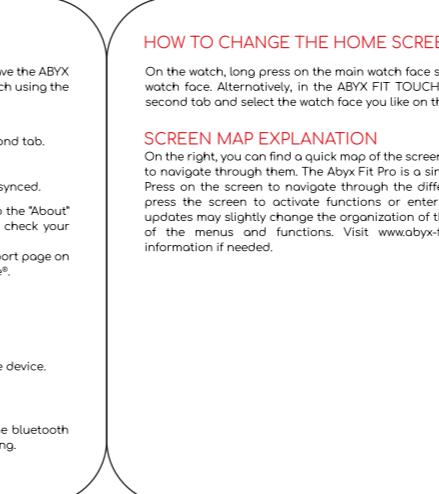 ve the ABYX
ch using the
ond tab.
synced.
the "About"
check your
port page on
e®.
device.
e bluetooth
ng.
HOW TO CHANGE THE HOME SCREE
On the watch, long press on the main watch face s
watch face. Alternatively, in the ABYX FIT TOUCH
second tab and select the watch face you like on th
SCREEN MAP EXPLANATION
On the right, you can find a quick map of the screen
to navigate through them. The Abyx Fit Pro is a sin
Press on the screen to navigate through the diffe
press the screen to activate functions or enter
updates may slightly change the organization of th
of the menus and functions. Visit www.abyx-f
information if needed.